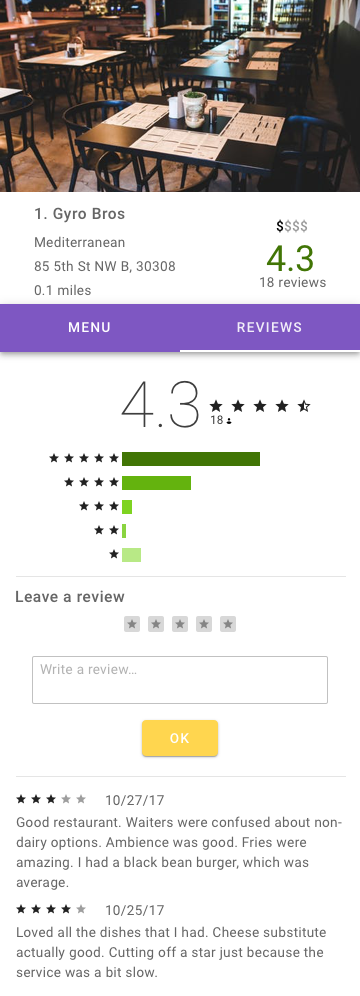 1. Gyro Bros
Mediterranean
85 5th St NW B, 30308
0.1 miles
$$$$
4.3
18 reviews
MENU
REVIEWS
4.3
18
Leave a review
Write a review...
OK
10/27/17
Good restaurant. Waiters were confused about non-
dairy options. Ambience was good. Fries were
amazing. I had a black bean burger, which was
average.
10/25/17
Loved all the dishes that I had. Cheese substitute
actually good. Cutting off a star just because the
service was a bit slow.